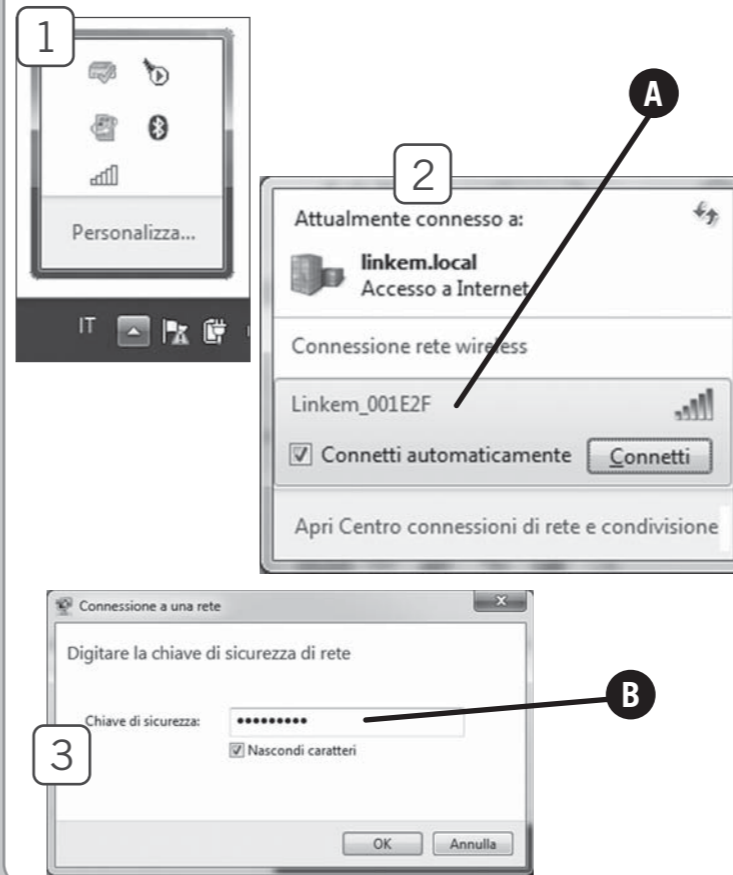 1
Personalizza...
IT
A
2
Attualmente connesso a:
linkem.local
Accesso a Internet
Connessione rete wireless
Linkem_001E2F
Connetti automaticamente
Connetti
Apri Centro connessioni di rete e condivisione
Connessione a una rete
Digitare la chiave di sicurezza di rete
Chiave di sicurezza: •••••••••
Nascondi caratteri
B
3
OK Annulla